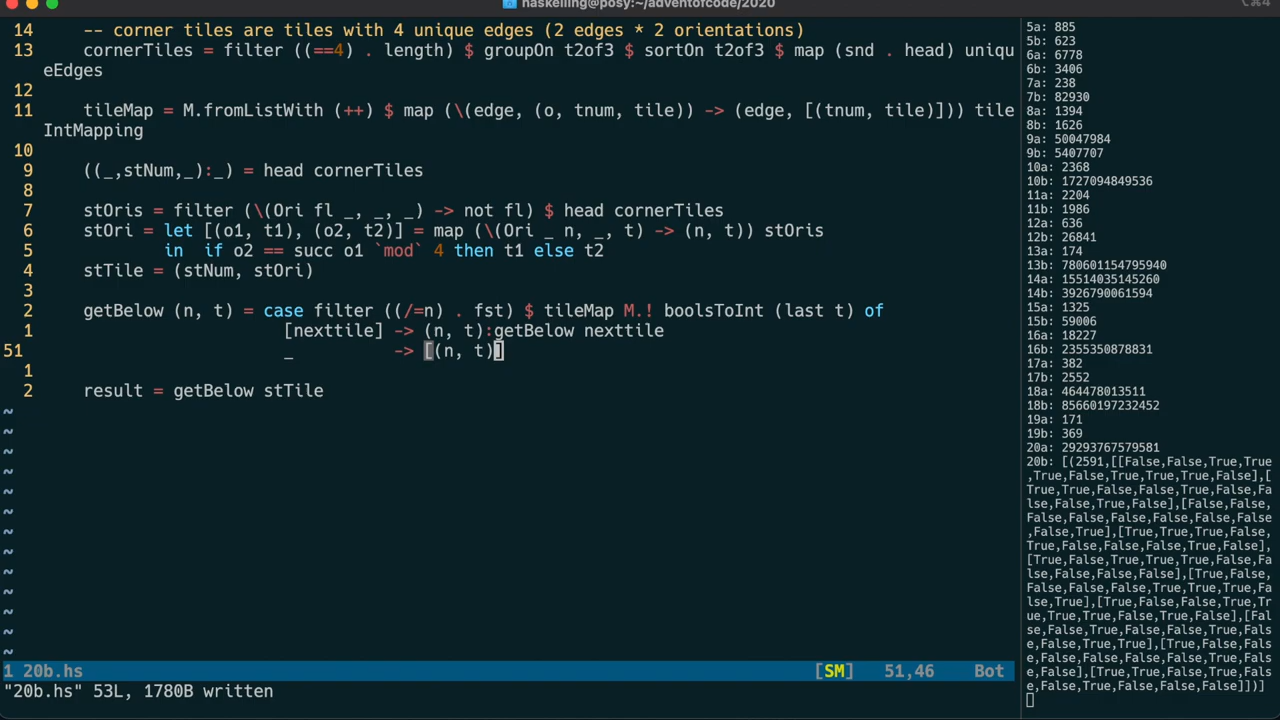 haskelling@posy:~/adventofcode/2020
14     -- corner tiles are tiles with 4 unique edges (2 edges * 2 orientations)
13     cornerTiles = filter ((==4) . length) $ groupOn t2of3 $ sortOn t2of3 $ map (snd . head) uniqu
eEdges
12
11     tileMap = M.fromListWith (++) $ map (\(edge, (o, tnum, tile)) -> (edge, [(tnum, tile)])) tile
IntMapping
10
9     ((_,stNum,_):_) = head cornerTiles
8
7     stOris = filter (\(Ori fl _, _, _) -> not fl) $ head cornerTiles
6     stOri = let [(o1, t1), (o2, t2)] = map (\(Ori _ n, _, t) -> (n, t)) stOris
5             in  if o2 == succ o1 `mod` 4 then t1 else t2
4     stTile = (stNum, stOri)
3
2     getBelow (n, t) = case filter ((/=n) . fst) $ tileMap M.! boolsToInt (last t) of
1                         [nexttile] -> (n, t):getBelow nexttile
51                         _          -> [(n, t)]
1
2     result = getBelow stTile
~
~
~
~
~
~
~
~
~
~
~
~
~
1 20b.hs [SM] 51,46 Bot
"20b.hs" 53L, 1780B written
5a: 885
5b: 623
6a: 6778
6b: 3406
7a: 238
7b: 82930
8a: 1394
8b: 1626
9a: 50047984
9b: 5407707
10a: 2368
10b: 1727094849536
11a: 2204
11b: 1986
12a: 636
12b: 26841
13a: 174
13b: 780601154795940
14a: 15514035145260
14b: 3926790061594
15a: 1325
15b: 59006
16a: 18227
16b: 2355350878831
17a: 382
17b: 2552
18a: 464478013511
18b: 85660197232452
19a: 171
19b: 369
20a: 29293767579581
20b: [(2591,[[False,False,True,True
,True,False,True,True,True,False],[
True,True,False,False,True,False,Fa
lse,False,True,False],[False,False,
False,False,False,False,False,False
,False,True],[True,True,False,True,
True,False,False,False,True,False],
[True,False,False,True,False,True,Fa
lse,False,False,False],[True,False,
False,False,False,True,True,True,Fa
lse,True],[True,False,False,True,Tr
ue,True,True,False,True,False],[Fal
se,False,True,False,False,True,Fals
e,False,True,True],[True,False,Fals
e,False,False,False,False,True,Fals
e,False],[True,False,True,True,Fals
e,False,True,False,False,False]])]